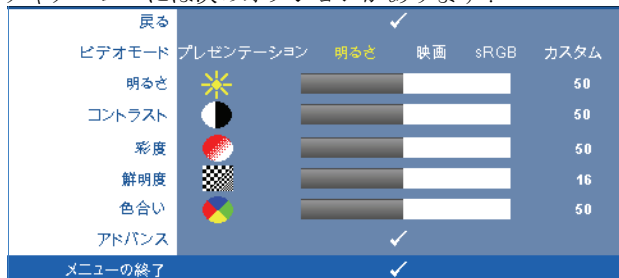 戻る
ビデオモード プレゼンテーション 明るさ 映画 sRGB カスタム
明るさ 50
コントラスト 50
彩度 50
鮮明度 16
色合い 50
アドバンス
メニューの終了